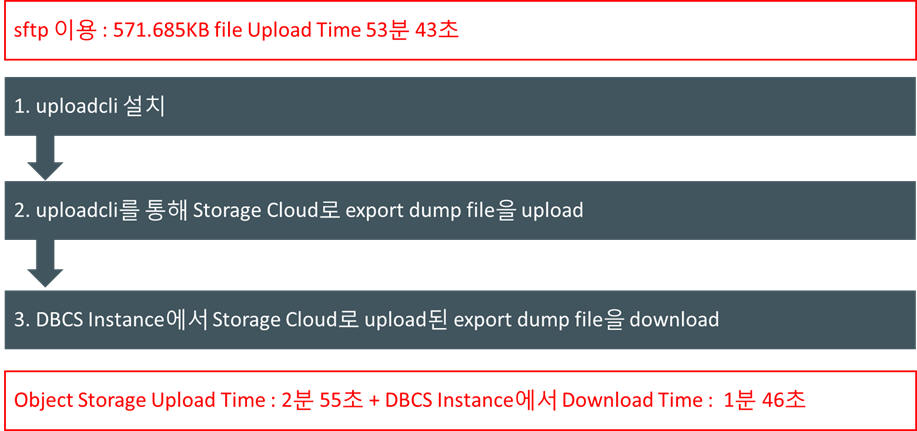 sftp 이용 : 571.685KB file Upload Time 53분 43초
1. uploadcli 설치
2. uploadcli를 통해 Storage Cloud로 export dump file을 upload
3. DBCS Instance에서 Storage Cloud로 upload된 export dump file을 download
Object Storage Upload Time : 2분 55초 + DBCS Instance에서 Download Time : 1분 46초